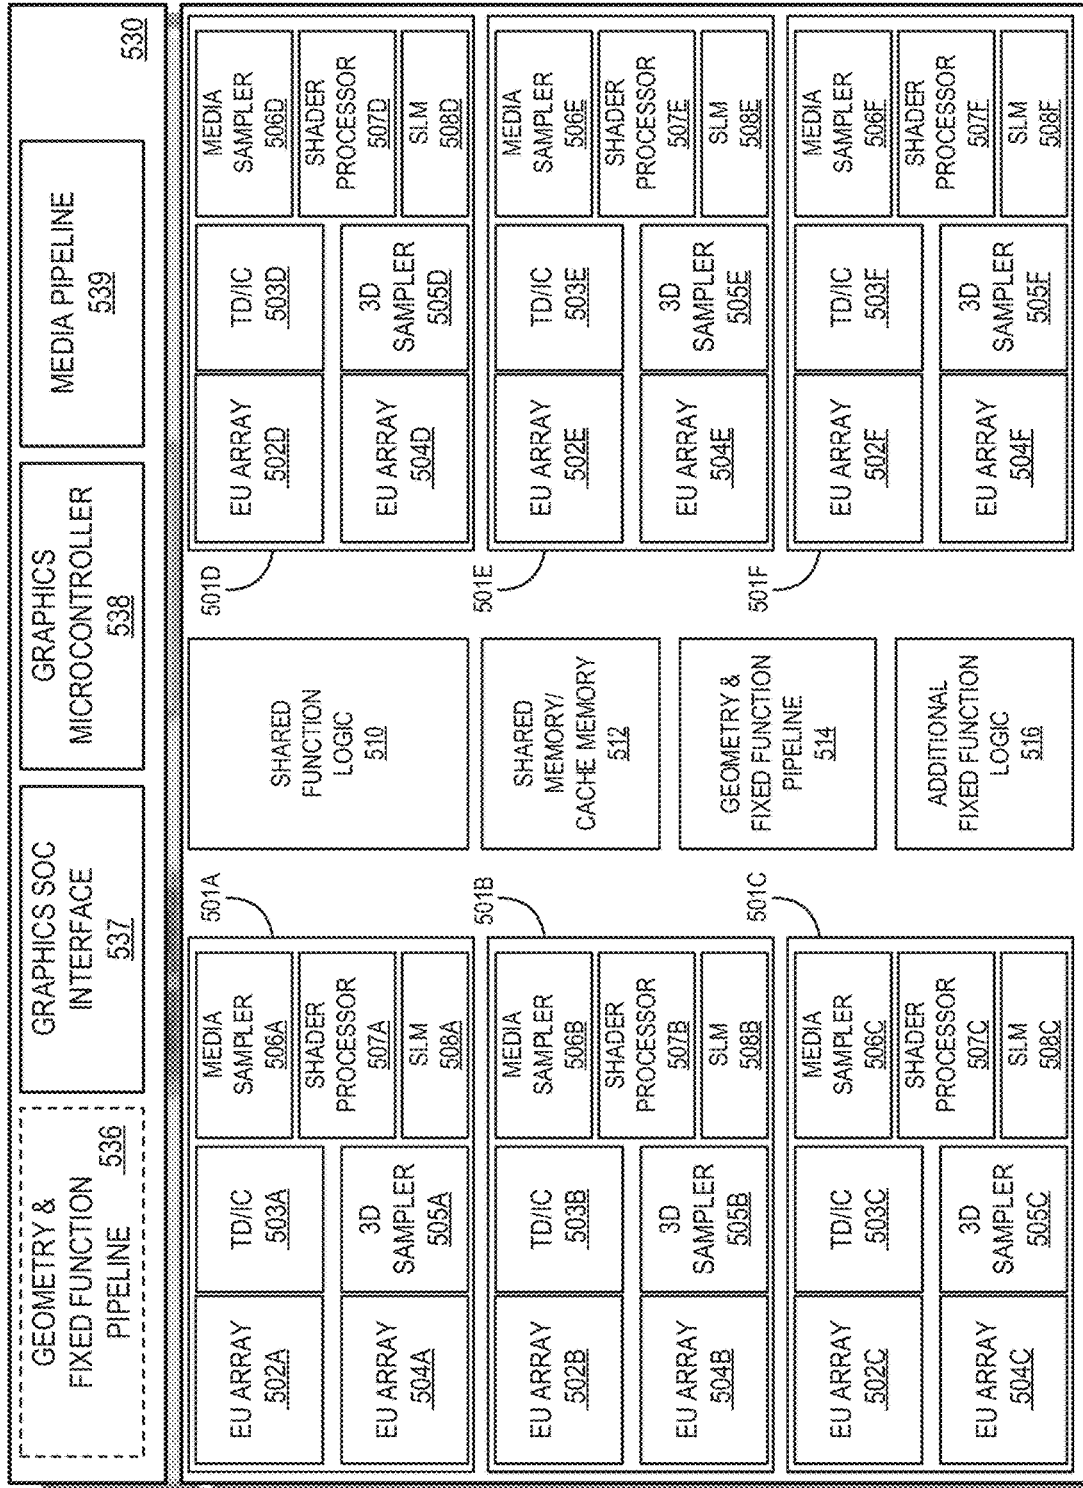 GEOMETRY &
FIXED FUNCTION
PIPELINE
536
GRAPHICS SOC
INTERFACE
537
GRAPHICS
MICROCONTROLLER
538
MEDIA PIPELINE
539
530
EU ARRAY
502A
TD/IC
503A
MEDIA
SAMPLER
506A
EU ARRAY
504A
3D
SAMPLER
505A
SHADER
PROCESSOR
507A
SLM
508A
501A
EU ARRAY
502B
TD/IC
503B
MEDIA
SAMPLER
506B
EU ARRAY
504B
3D
SAMPLER
505B
SHADER
PROCESSOR
507B
SLM
508B
501B
EU ARRAY
502C
TD/IC
503C
MEDIA
SAMPLER
506C
EU ARRAY
504C
3D
SAMPLER
505C
SHADER
PROCESSOR
507C
SLM
508C
501C
SHARED
FUNCTION
LOGIC
510
SHARED
MEMORY/
CACHE MEMORY
512
GEOMETRY &
FIXED FUNCTION
PIPELINE
514
ADDITIONAL
FIXED FUNCTION
LOGIC
516
501D
EU ARRAY
502D
TD/IC
503D
MEDIA
SAMPLER
506D
EU ARRAY
504D
3D
SAMPLER
505D
SHADER
PROCESSOR
507D
SLM
508D
501E
EU ARRAY
502E
TD/IC
503E
MEDIA
SAMPLER
506E
EU ARRAY
504E
3D
SAMPLER
505E
SHADER
PROCESSOR
507E
SLM
508E
501F
EU ARRAY
502F
TD/IC
503F
MEDIA
SAMPLER
506F
EU ARRAY
504F
3D
SAMPLER
505F
SHADER
PROCESSOR
507F
SLM
508F